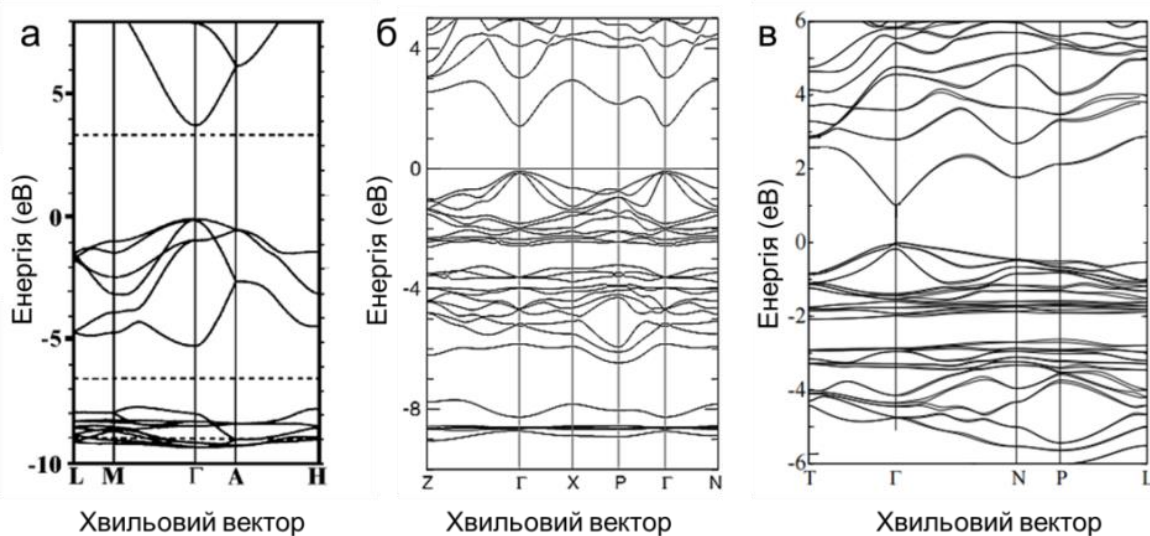 а
5
0
-5
-10
L M Γ A H
Енергія (еВ)
Хвильовий вектор
б
4
0
-4
-8
Z Γ X P Γ N
Енергія (еВ)
Хвильовий вектор
в
6
4
2
0
-2
-4
-6
T Γ N P L
Енергія (еВ)
Хвильовий вектор